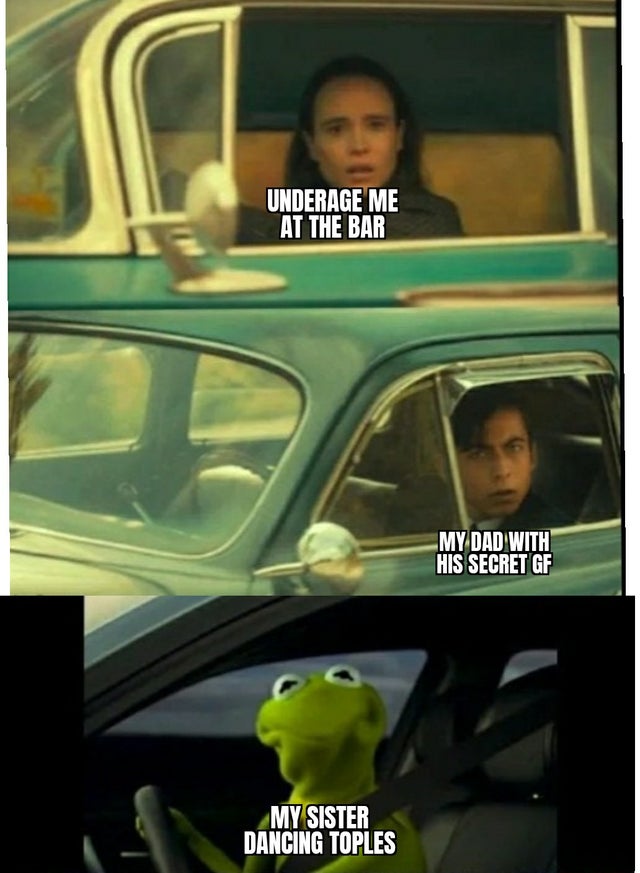 UNDERAGE ME
AT THE BAR
MY DAD WITH
HIS SECRET GF
MY SISTER
DANCING TOPLES